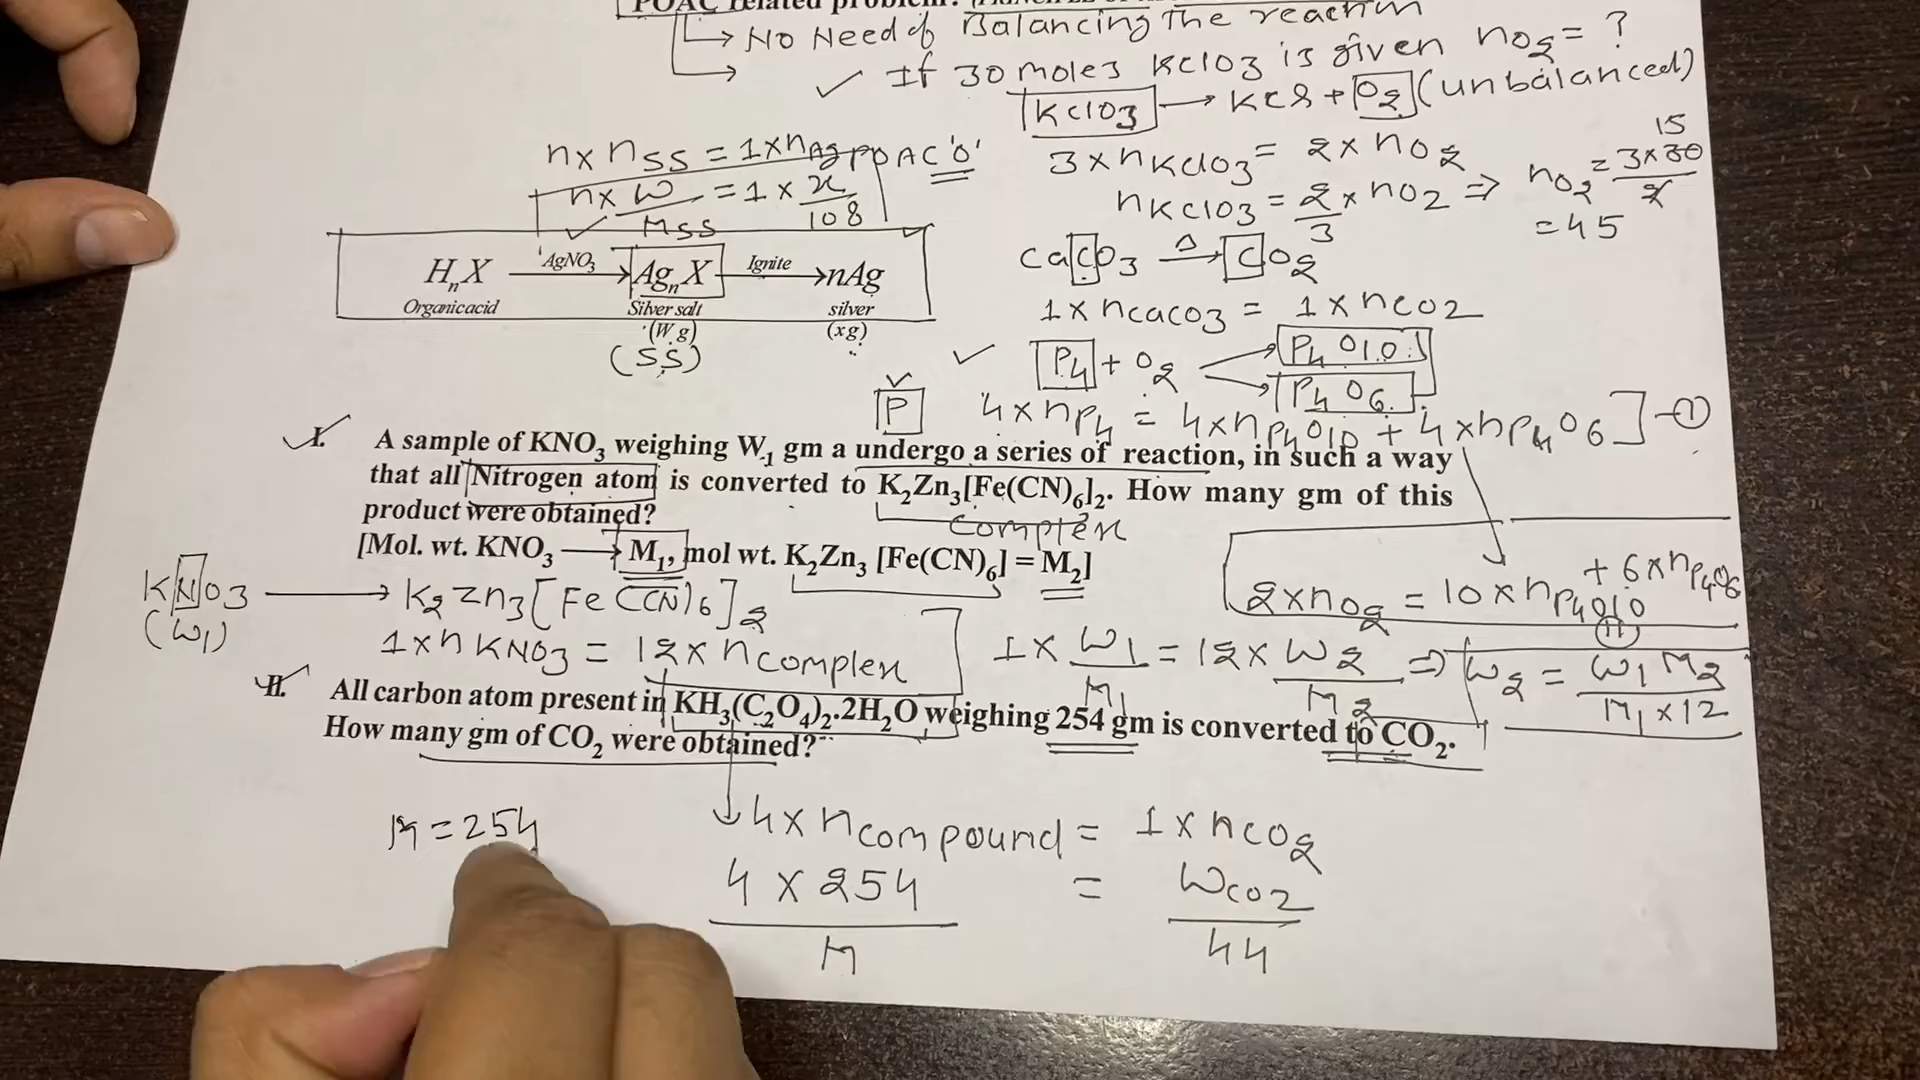 POAC related problem:
→ No Need of Balancing The reaction
→ ✓ If 30 moles KClO3 is given nO2 = ?
KClO3 → KCl + O2 (unbalanced)
n × nSS = 1 × nAg POAC 'O'
n × W/MSS = 1 × x/108
3 × nKClO3 = 2 × nO2
nKClO3 = 2/3 × nO2 ⇒ nO2 = 3×30/2
15
= 45
HnX —AgNO3→ AgnX —Ignite→ nAg
Organic acid Silver salt silver
(W g) (x g)
(S.S)
CaCO3 —Δ→ CO2
1 × nCaCO3 = 1 × nCO2
✓ P4 + O2 → P4O10
P4O6
P 4 × nP4 = 4 × nP4O10 + 4 × nP4O6 ] – ①
I. A sample of KNO3 weighing W1 gm a undergo a series of reaction, in such a way
that all Nitrogen atom is converted to K2Zn3[Fe(CN)6]2. How many gm of this
product were obtained?
Complex
[Mol. wt. KNO3 → M1, mol wt. K2Zn3 [Fe(CN)6] = M2]
2 × nO2 = 10 × nP4O10 + 6 × nP4O6
II
KNO3 → K2Zn3[Fe(CN)6]2
(W1)
1 × nKNO3 = 12 × nComplex
1 × W1/M1 = 12 × W2/M2 ⇒ W2 = W1M2/M1×12
II. All carbon atom present in KH3(C2O4)2.2H2O weighing 254 gm is converted to CO2.
How many gm of CO2 were obtained?
M = 254
4 × ncompound = 1 × nCO2
4 × 254/M = WCO2/44